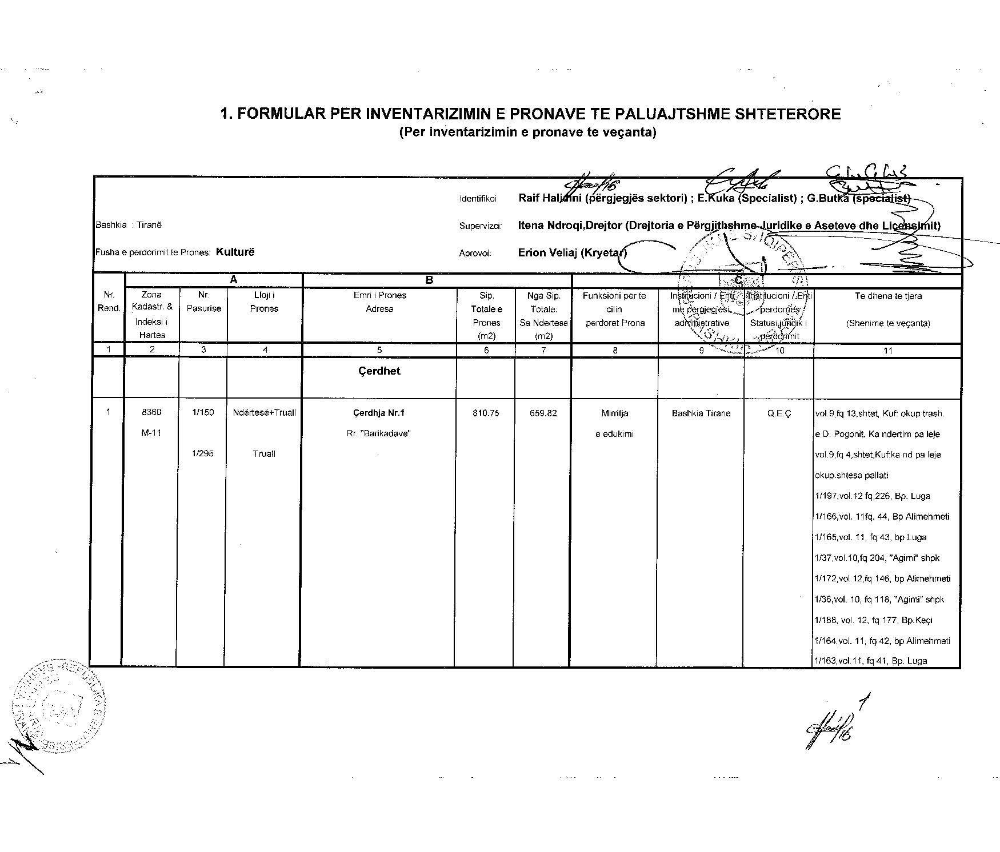 1. FORMULAR PER INVENTARIZIMIN E PRONAVE TE PALUAJTSHME SHTETERORE
(Per inventarizimin e pronave te veçanta)
Identifikoi Raif (përgjegjës sektori) ; E.Kuka (Specialist) ; G.Butka (specialist)
Bashkia : Tiranë Supervizoi: Itena Ndroqi,Drejtor (Drejtoria e Përgjithshme Juridike e Aseteve dhe Liçensimit)
Fusha e perdorimit te Prones: Kulturë Aprovoi: Erion Veliaj (Kryetar)
A B C
Nr. Zona Nr. Lloji i Emri i Prones Sip. Nga Sip. Funksioni per te Institucioni / Enti Institucioni / Enti Te dhena te tjera
Rend. Kadastr. & Pasurise Prones Adresa Totale e Totale: cilin me pergjegjesi perdorues
Indeksi i Prones Sa Ndertese perdoret Prona administrative Statusi juridik i (Shenime te veçanta)
Hartes (m2) (m2) perdorimit
1 2 3 4 5 6 7 8 9 10 11
Çerdhet
1 8360 1/150 Ndërtesë+Truall Çerdhja Nr.1 810.75 659.82 Mirritja Bashkia Tirane Q.E.Ç vol.9,fq 13,shtet, Kuf: okup trash.
M-11 Rr. "Barikadave" e edukimi e D. Pogonit. Ka ndertim pa leje
1/295 Truall vol.9,fq 4,shtet,Kuf:ka nd pa leje
okup.shtesa pallati
1/197,vol.12 fq,226, Bp. Luga
1/166,vol. 11fq. 44, Bp Alimehmeti
1/165,vol. 11, fq 43, bp Luga
1/37,vol.10,fq 204, "Agimi" shpk
1/172,vol.12,fq 146, bp Alimehmeti
1/36,vol. 10, fq 118, "Agimi" shpk
1/188, vol. 12, fq 177, Bp.Keçi
1/164,vol. 11, fq 42, bp Alimehmeti
1/163,vol.11, fq 41, Bp. Luga
1